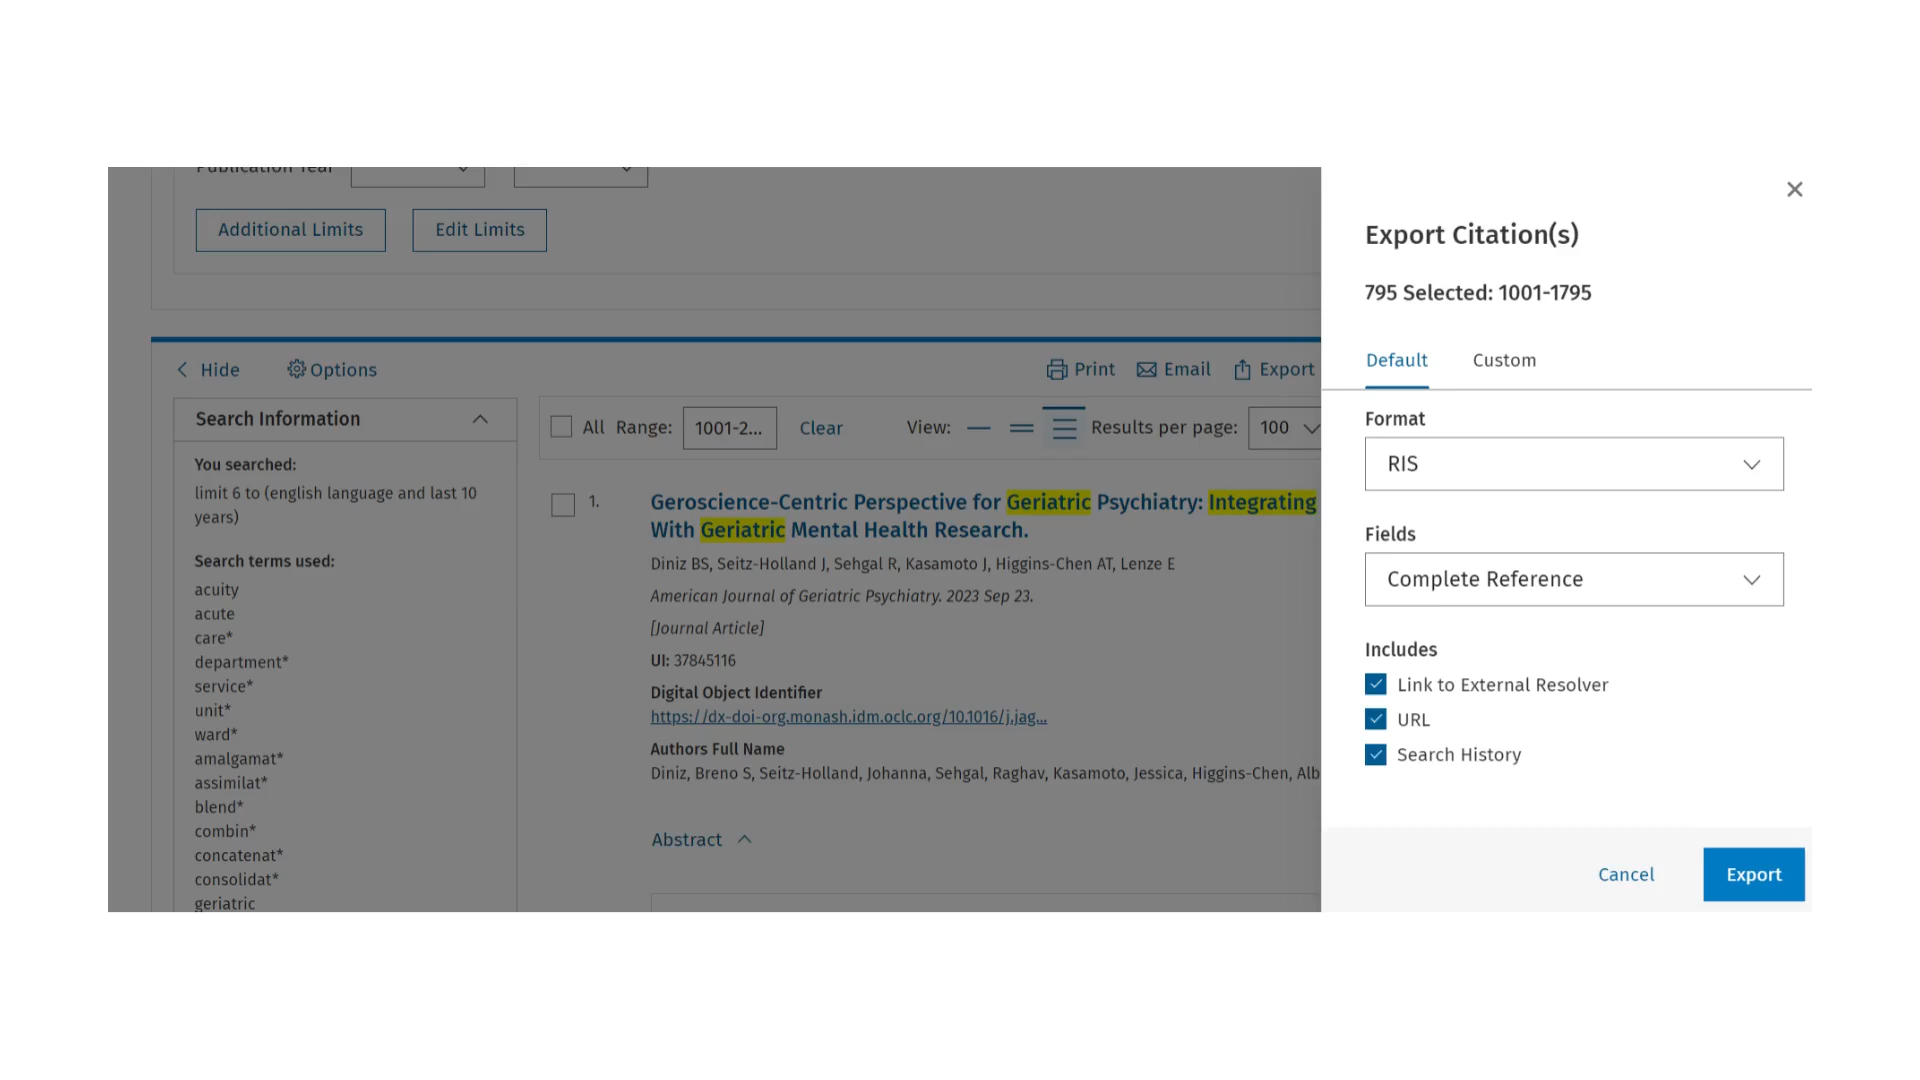 Publication Year
Additional Limits
Edit Limits
Hide
Options
Print
Email
Export
Search Information
You searched:
limit 6 to (english language and last 10
years)
Search terms used:
acuity
acute
care*
department*
service*
unit*
ward*
amalgamat*
assimilat*
blend*
combin*
concatenat*
consolidat*
geriatric
All Range: 1001-2... Clear View: Results per page: 100
1.
Geroscience-Centric Perspective for Geriatric Psychiatry: Integrating
With Geriatric Mental Health Research.
Diniz BS, Seitz-Holland J, Sehgal R, Kasamoto J, Higgins-Chen AT, Lenze E
American Journal of Geriatric Psychiatry. 2023 Sep 23.
[Journal Article]
UI: 37845116
Digital Object Identifier
https://dx-doi-org.monash.idm.oclc.org/10.1016/j.jag...
Authors Full Name
Diniz, Breno S, Seitz-Holland, Johanna, Sehgal, Raghav, Kasamoto, Jessica, Higgins-Chen, Alb
Abstract
Export Citation(s)
795 Selected: 1001-1795
Default
Custom
Format
RIS
Fields
Complete Reference
Includes
Link to External Resolver
URL
Search History
Cancel
Export